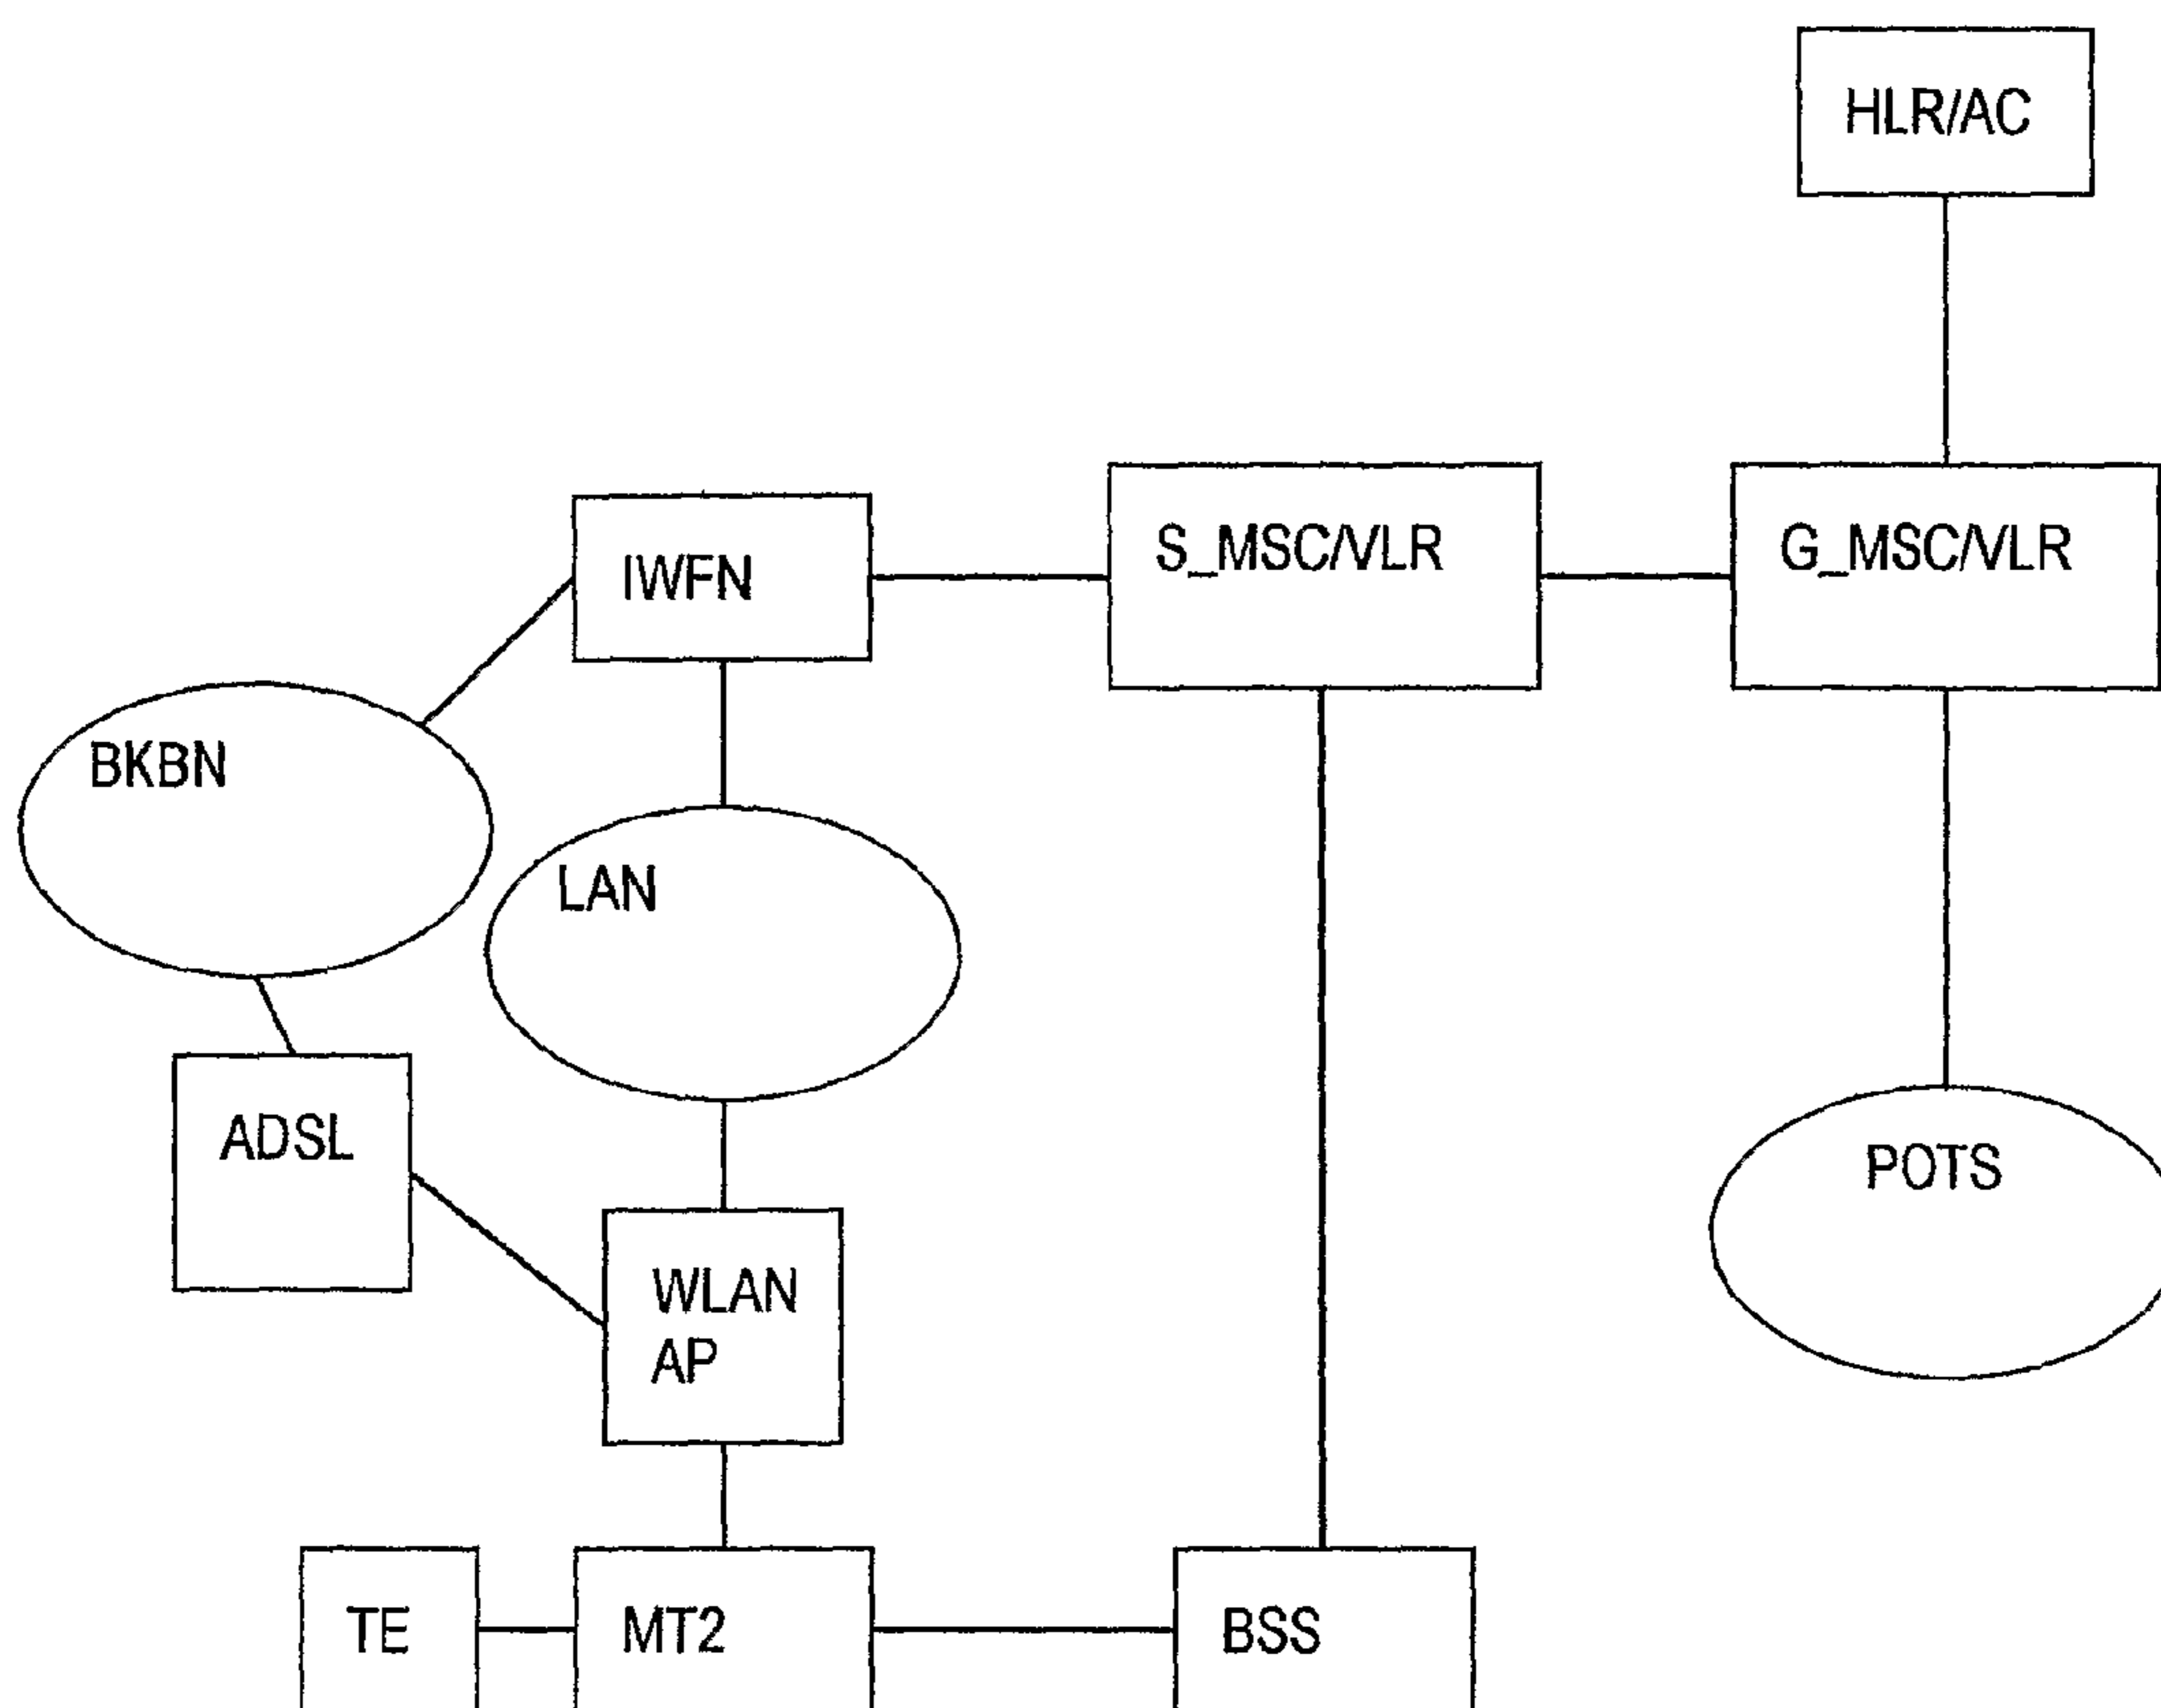 HLR/AC
S_MSC/VLR
G_MSC/VLR
IWFN
BKBN
LAN
ADSL
POTS
WLAN
AP
TE
MT2
BSS